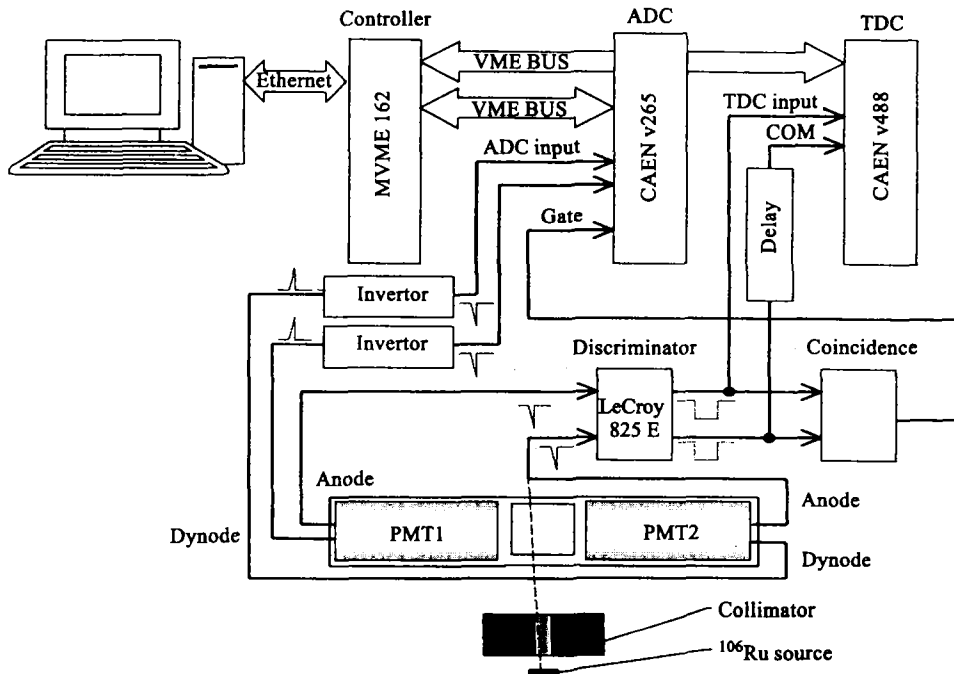 Controller
ADC
TDC
Ethernet
MVME 162
VME BUS
VME BUS
CAEN v265
CAEN v488
TDC input
COM
ADC input
Gate
Delay
Invertor
Invertor
Discriminator
Coincidence
LeCroy
825 E
Anode
Anode
PMT1
PMT2
Dynode
Dynode
Collimator
106Ru source